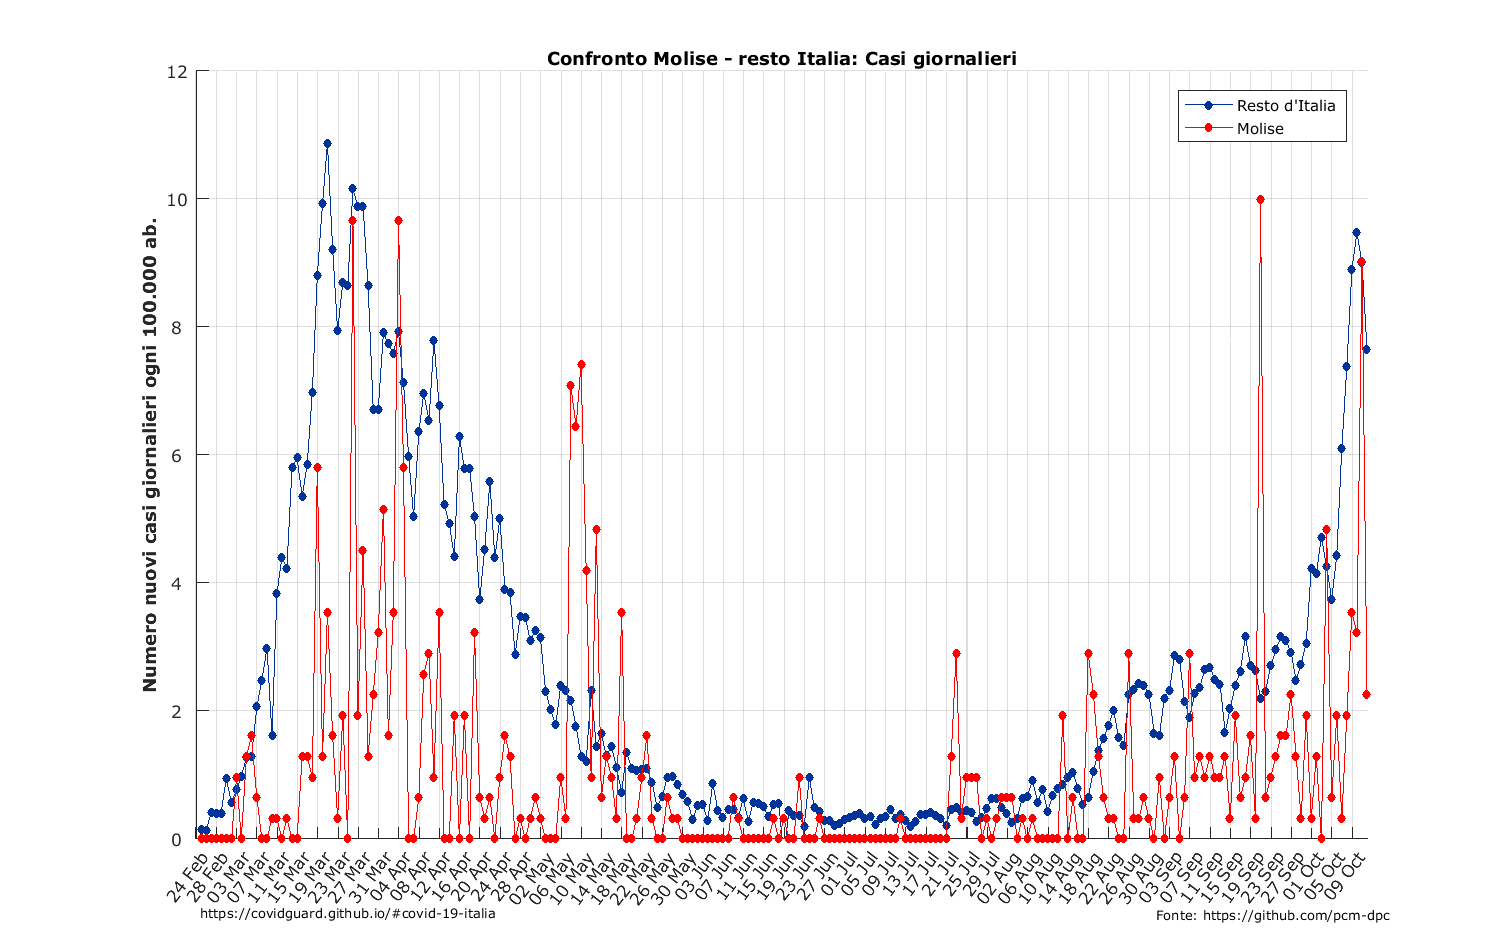 Confronto Molise - resto Italia: Casi giornalieri
Numero nuovi casi giornalieri ogni 100.000 ab.
12
10
8
6
4
2
0
Resto d'Italia
Molise
24 Feb
28 Feb
03 Mar
07 Mar
11 Mar
15 Mar
19 Mar
23 Mar
27 Mar
31 Mar
04 Apr
08 Apr
12 Apr
16 Apr
20 Apr
24 Apr
28 Apr
02 May
06 May
10 May
14 May
18 May
22 May
26 May
30 May
03 Jun
07 Jun
11 Jun
15 Jun
19 Jun
23 Jun
27 Jun
01 Jul
05 Jul
09 Jul
13 Jul
17 Jul
21 Jul
25 Jul
29 Jul
02 Aug
06 Aug
10 Aug
14 Aug
18 Aug
22 Aug
26 Aug
30 Aug
03 Sep
07 Sep
11 Sep
15 Sep
19 Sep
23 Sep
27 Sep
01 Oct
05 Oct
09 Oct
https://covidguard.github.io/#covid-19-italia
Fonte: https://github.com/pcm-dpc